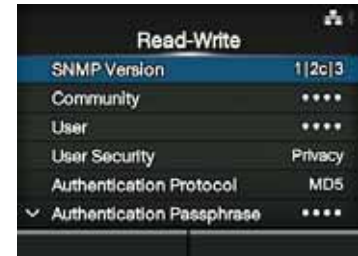 Read-Write
SNMP Version 1|2c|3
Community ••••
User ••••
User Security Privacy
Authentication Protocol MD5
Authentication Passphrase ••••